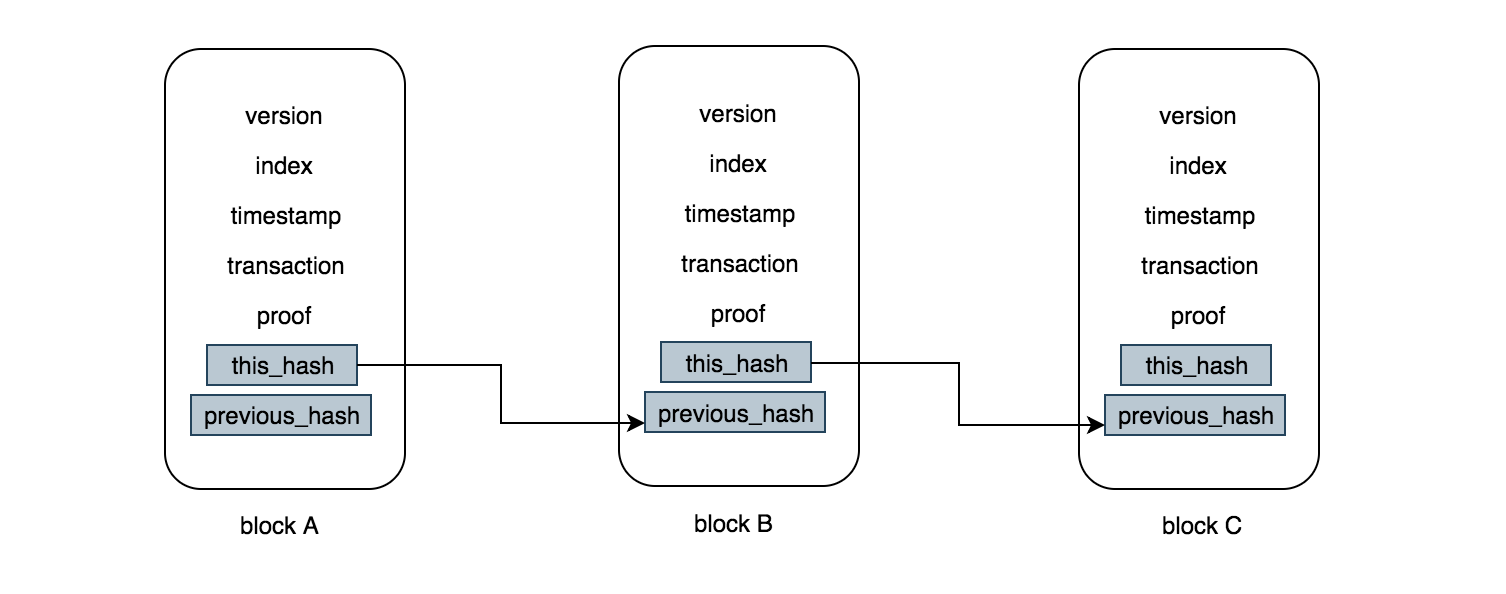 version
index
timestamp
transaction
proof
this_hash
previous_hash
block A
version
index
timestamp
transaction
proof
this_hash
previous_hash
block B
version
index
timestamp
transaction
proof
this_hash
previous_hash
block C